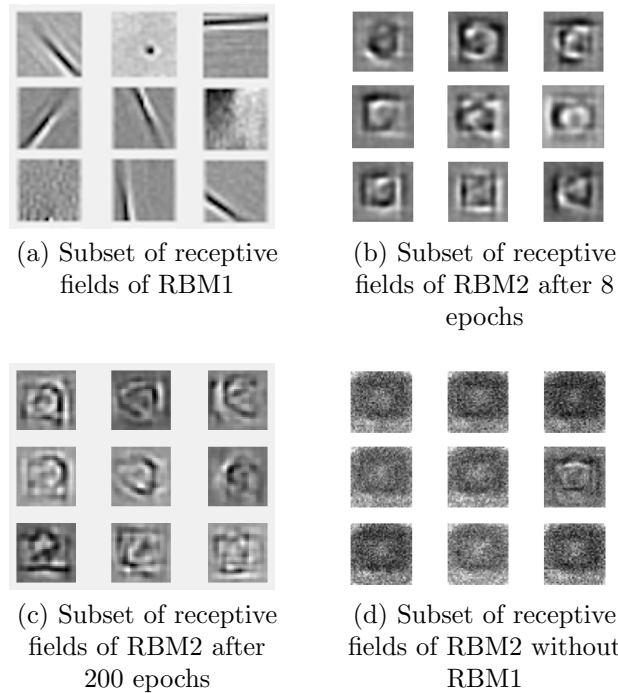 (a) Subset of receptive
fields of RBM1
(b) Subset of receptive
fields of RBM2 after 8
epochs
(c) Subset of receptive
fields of RBM2 after
200 epochs
(d) Subset of receptive
fields of RBM2 without
RBM1